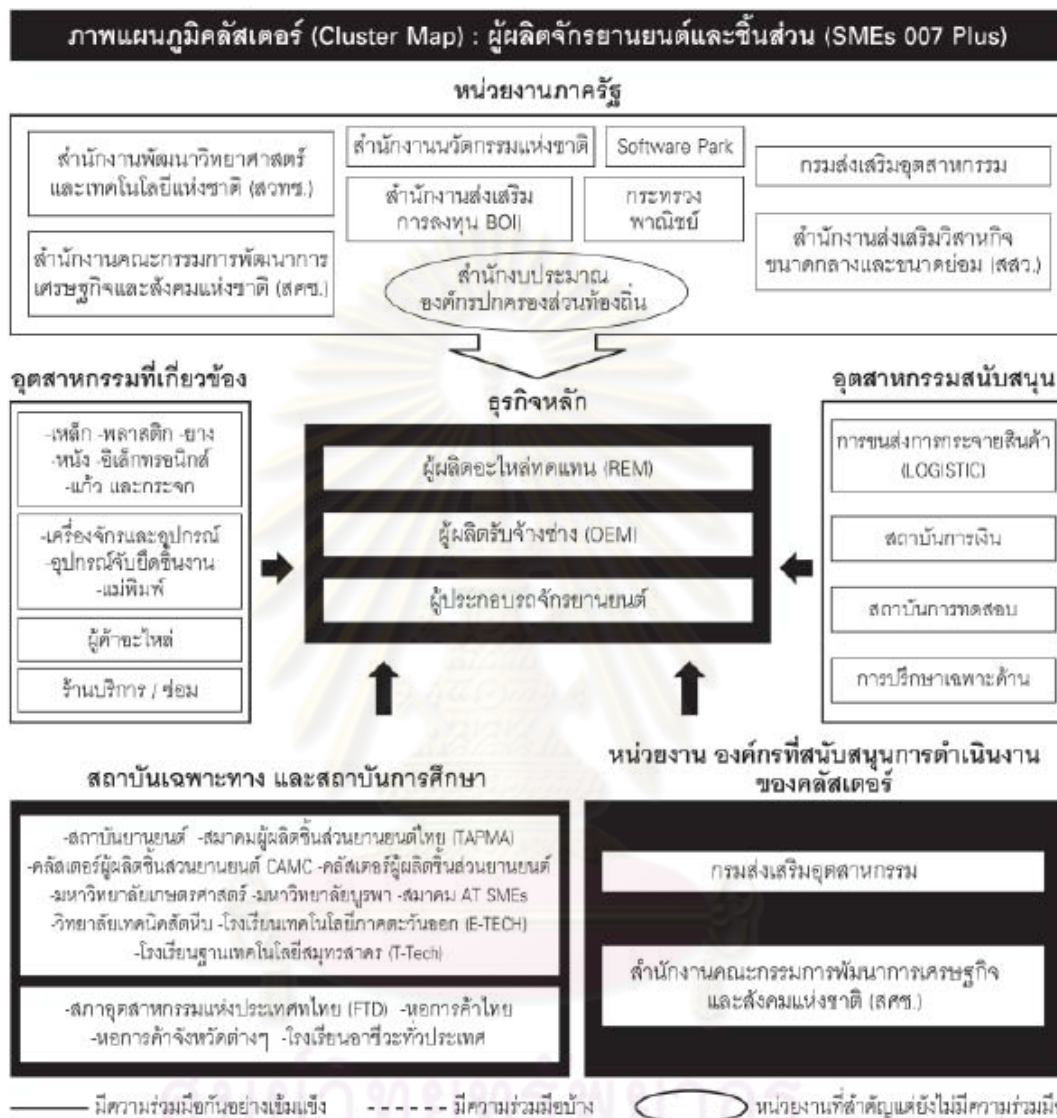 ภาพแผนภูมิคลัสเตอร์ (Cluster Map) : ผู้ผลิตจักรยานยนต์และชิ้นส่วน (SMEs 007 Plus)
หน่วยงานภาครัฐ
สำนักงานพัฒนาวิทยาศาสตร์
และเทคโนโลยีแห่งชาติ (สวทช.)
สำนักงานคณะกรรมการพัฒนาการ
เศรษฐกิจและสังคมแห่งชาติ (สศช.)
สำนักงานนวัตกรรมแห่งชาติ
Software Park
สำนักงานส่งเสริม
การลงทุน BOI)
กระทรวง
พาณิชย์
สำนักงบประมาณ
องค์กรปกครองส่วนท้องถิ่น
กรมส่งเสริมอุตสาหกรรม
สำนักงานส่งเสริมวิสาหกิจ
ขนาดกลางและขนาดย่อม (สสว.)
อุตสาหกรรมที่เกี่ยวข้อง
-เหล็ก -พลาสติก -ยาง
-หนัง -อิเล็กทรอนิกส์
-แก้ว และกระจก
-เครื่องจักรและอุปกรณ์
-อุปกรณ์จับยึดชิ้นงาน
-แม่พิมพ์
ผู้ค้าอะไหล่
ร้านบริการ / ซ่อม
ธุรกิจหลัก
ผู้ผลิตอะไหล่ทดแทน (REM)
ผู้ผลิตรับจ้างช่าง (OEM)
ผู้ประกอบรถจักรยานยนต์
อุตสาหกรรมสนับสนุน
การขนส่งการกระจายสินค้า
(LOGISTIC)
สถาบันการเงิน
สถาบันการทดสอบ
การปรึกษาเฉพาะด้าน
สถาบันเฉพาะทาง และสถาบันการศึกษา
-สถาบันยานยนต์ -สมาคมผู้ผลิตชิ้นส่วนยานยนต์ไทย (TAPMA)
-คลัสเตอร์ผู้ผลิตชิ้นส่วนยานยนต์ CAMC -คลัสเตอร์ผู้ผลิตชิ้นส่วนยานยนต์
-มหาวิทยาลัยเกษตรศาสตร์ -มหาวิทยาลัยบูรพา -สมาคม AT SMEs
-วิทยาลัยเทคนิคสัตหีบ -โรงเรียนเทคโนโลยีภาคตะวันออก (E-TECH)
-โรงเรียนฐานเทคโนโลยีสมุทรสาคร (T-Tech)
-สภาอุตสาหกรรมแห่งประเทศทไทย (FTD) -หอการค้าไทย
-หอการค้าจังหวัดต่างๆ -โรงเรียนอาชีวะทั่วประเทศ
หน่วยงาน องค์กรที่สนับสนุนการดำเนินงาน
ของคลัสเตอร์
กรมส่งเสริมอุตสาหกรรม
สำนักงานคณะกรรมการพัมนาการเศรษฐกิจ
และสังคมแห่งชาติ (สศช.)
มีความร่วมมือกันอย่างเข้มแข็ง
มีความร่วมมือบ้าง
หน่วยงานที่สำคัญแต่ยังไม่มีความร่วมมือ